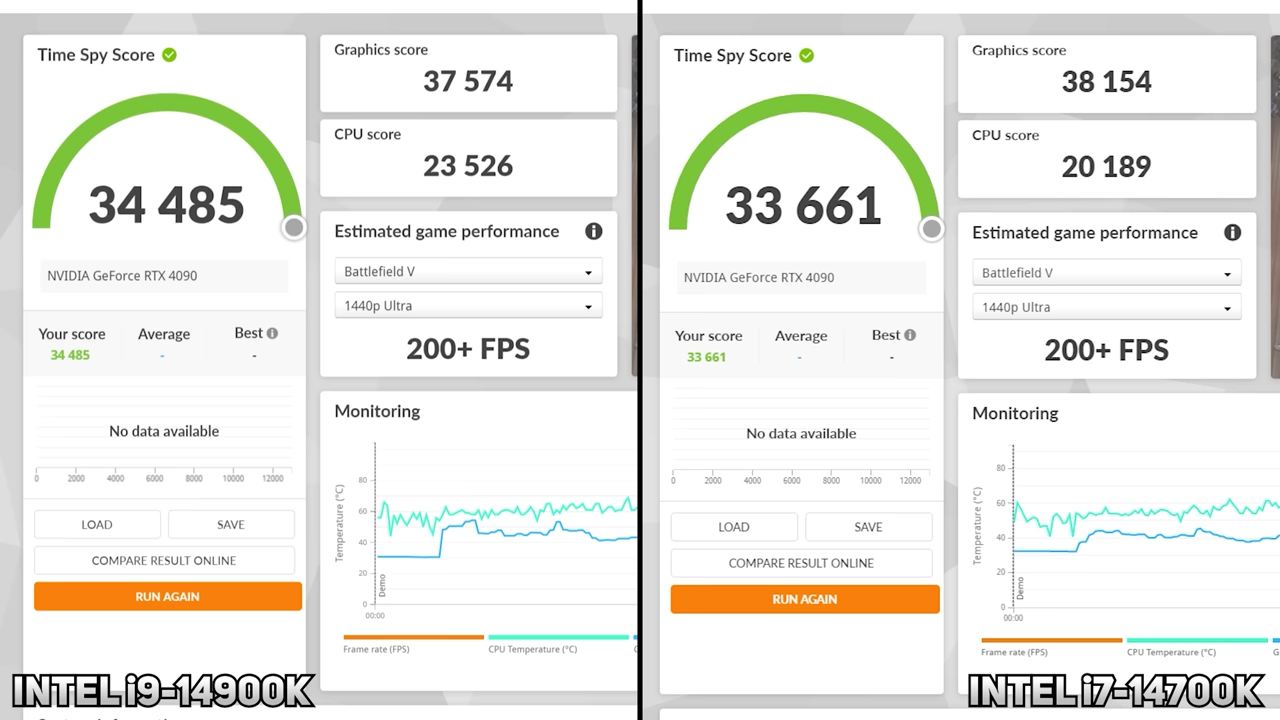 Time Spy Score
34 485
NVIDIA GeForce RTX 4090
Your score Average Best
34 485 - -
No data available
0 2000 4000 6000 8000 10000 12000
LOAD SAVE
COMPARE RESULT ONLINE
RUN AGAIN
Graphics score
37 574
CPU score
23 526
Estimated game performance
Battlefield V
1440p Ultra
200+ FPS
Monitoring
Temperature (°C)
80
60
40
20
0
Demo
00:00
Frame rate (FPS) CPU Temperature (°C)
INTEL i9-14900K
Time Spy Score
33 661
NVIDIA GeForce RTX 4090
Your score Average Best
33 661 - -
No data available
0 2000 4000 6000 8000 10000 12000
LOAD SAVE
COMPARE RESULT ONLINE
RUN AGAIN
Graphics score
38 154
CPU score
20 189
Estimated game performance
Battlefield V
1440p Ultra
200+ FPS
Monitoring
Temperature (°C)
80
60
40
20
0
Demo
00:00
Frame rate (FPS) CPU Temperature (°C) G
INTEL i7-14700K